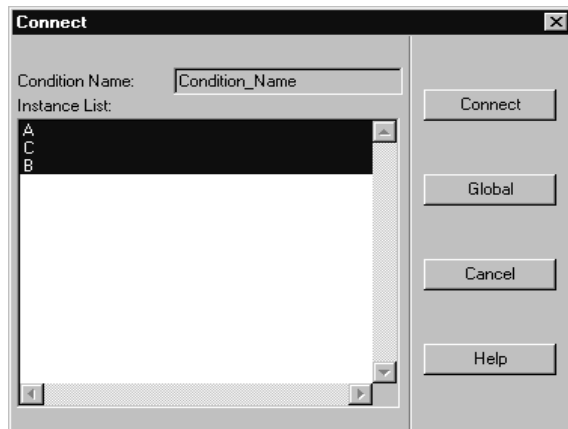 Connect
Condition Name: Condition_Name
Instance List:
A
C
B
Connect
Global
Cancel
Help